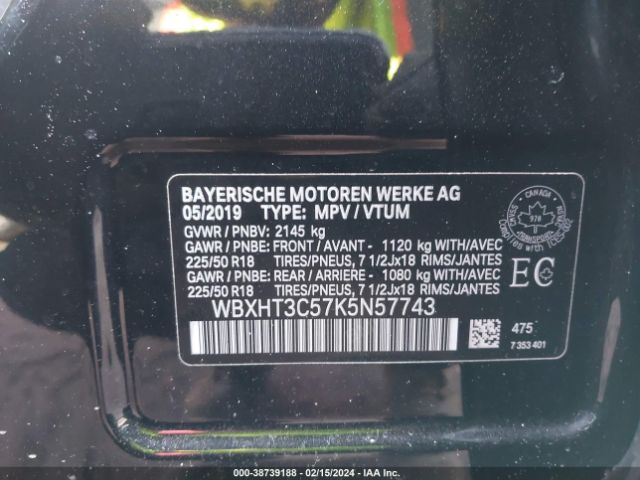 BAYERISCHE MOTOREN WERKE AG
05/2019 TYPE: MPV / VTUM
GVWR / PNBV: 2145 kg
GAWR / PNBE: FRONT / AVANT - 1120 kg WITH/AVEC
225/50 R18 TIRES/PNEUS, 7 1/2Jx18 RIMS/JANTES
GAWR / PNBE: REAR / ARRIERE - 1080 kg WITH/AVEC
225/50 R18 TIRES/PNEUS, 7 1/2Jx18 RIMS/JANTES
WBXHT3C57K5N57743
CANADA
TRANSPORT
EC
475
7 353 401
000-38739188 - 02/15/2024 - IAA Inc.